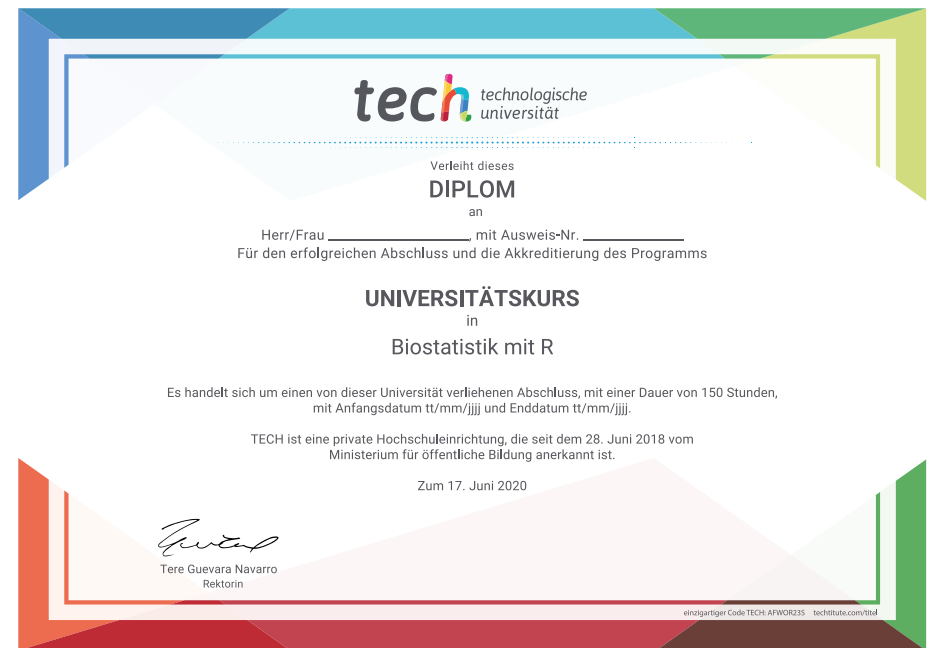 tech technologische
universität
Verleiht dieses
DIPLOM
an
Herr/Frau ____________, mit Ausweis-Nr. ____________
Für den erfolgreichen Abschluss und die Akkreditierung des Programms
UNIVERSITÄTSKURS
in
Biostatistik mit R
Es handelt sich um einen von dieser Universität verliehenen Abschluss, mit einer Dauer von 150 Stunden,
mit Anfangsdatum tt/mm/jjjj und Enddatum tt/mm/jjjj.
TECH ist eine private Hochschuleinrichtung, die seit dem 28. Juni 2018 vom
Ministerium für öffentliche Bildung anerkannt ist.
Zum 17. Juni 2020
Tere Guevara Navarro
Rektorin
einzigartiger Code TECH: AFWOR23S techtitute.com/titel